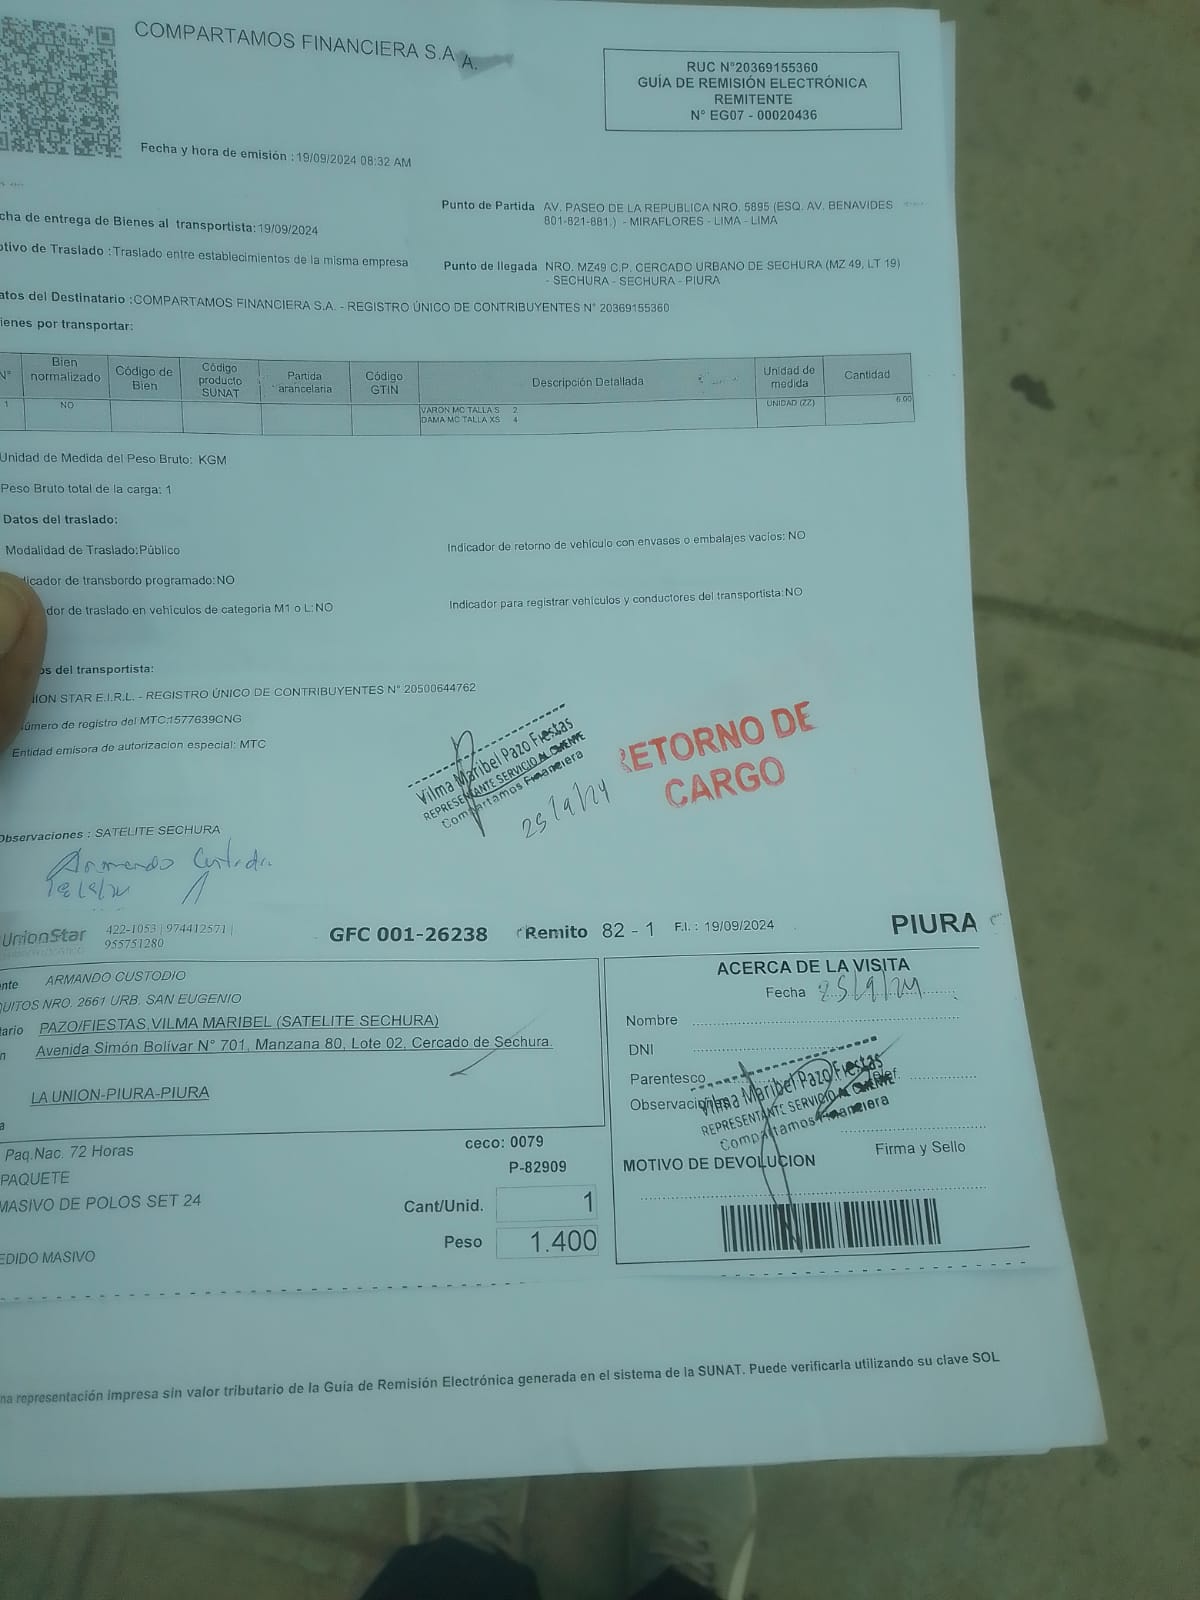 COMPARTAMOS FINANCIERA S.A.
A.
RUC N°20369155360
GUÍA DE REMISIÓN ELECTRÓNICA
REMITENTE
N° EG07 - 00020436
Fecha y hora de emisión : 19/09/2024 08:32 AM
cha de entrega de Bienes al transportista: 19/09/2024
Punto de Partida AV. PASEO DE LA REPUBLICA NRO. 5895 (ESQ. AV. BENAVIDES
801-821-881.) - MIRAFLORES - LIMA - LIMA
otivo de Traslado : Traslado entre establecimientos de la misma empresa
Punto de llegada NRO. MZ49 C.P. CERCADO URBANO DE SECHURA (MZ 49, LT 19)
- SECHURA - SECHURA - PIURA
atos del Destinatario :COMPARTAMOS FINANCIERA S.A. - REGISTRO ÚNICO DE CONTRIBUYENTES N° 20369155360
ienes por transportar:
N° Bien normalizado Código de Bien Código producto SUNAT Partida arancelaria Código GTIN Descripción Detallada Unidad de medida Cantidad
1 NO VARON MC TALLA S 2 UNIDAD (ZZ) 6.00
DAMA MC TALLA XS 4
Unidad de Medida del Peso Bruto: KGM
Peso Bruto total de la carga: 1
Datos del traslado:
Modalidad de Traslado:Público
Indicador de retorno de vehículo con envases o embalajes vacíos: NO
icador de transbordo programado: NO
dor de traslado en vehículos de categoría M1 o L: NO
Indicador para registrar vehículos y conductores del transportista: NO
os del transportista:
ION STAR E.I.R.L. - REGISTRO ÚNICO DE CONTRIBUYENTES N° 20500644762
úmero de registro del MTC:1577639CNG
Entidad emisora de autorizacion especial: MTC
Vilma Maribel Pazo Fiestas
REPRESENTANTE SERVICIO AL CLIENTE
Compartamos Financiera
25/9/24
RETORNO DE
CARGO
Observaciones : SATELITE SECHURA
Armando Custodio
UnionStar
422-1053 | 974412571 |
955751280
GFC 001-26238 Remito 82 - 1 F.I. : 19/09/2024 PIURA
nte ARMANDO CUSTODIO
QUITOS NRO. 2661 URB. SAN EUGENIO
tario PAZO/FIESTAS,VILMA MARIBEL (SATELITE SECHURA)
n Avenida Simón Bolívar N° 701, Manzana 80, Lote 02, Cercado de Sechura.
LA UNION-PIURA-PIURA
a
ACERCA DE LA VISITA
Fecha 25/9/24
Nombre
DNI
Parentesco Telef.
Observaciones
Vilma Maribel Pazo Fiestas
REPRESENTANTE SERVICIO AL CLIENTE
Compartamos Financiera
Firma y Sello
MOTIVO DE DEVOLUCION
Paq.Nac. 72 Horas
ceco: 0079
PAQUETE
P-82909
MASIVO DE POLOS SET 24
Cant/Unid. 1
Peso 1.400
EDIDO MASIVO
na representación impresa sin valor tributario de la Guía de Remisión Electrónica generada en el sistema de la SUNAT. Puede verificarla utilizando su clave SOL